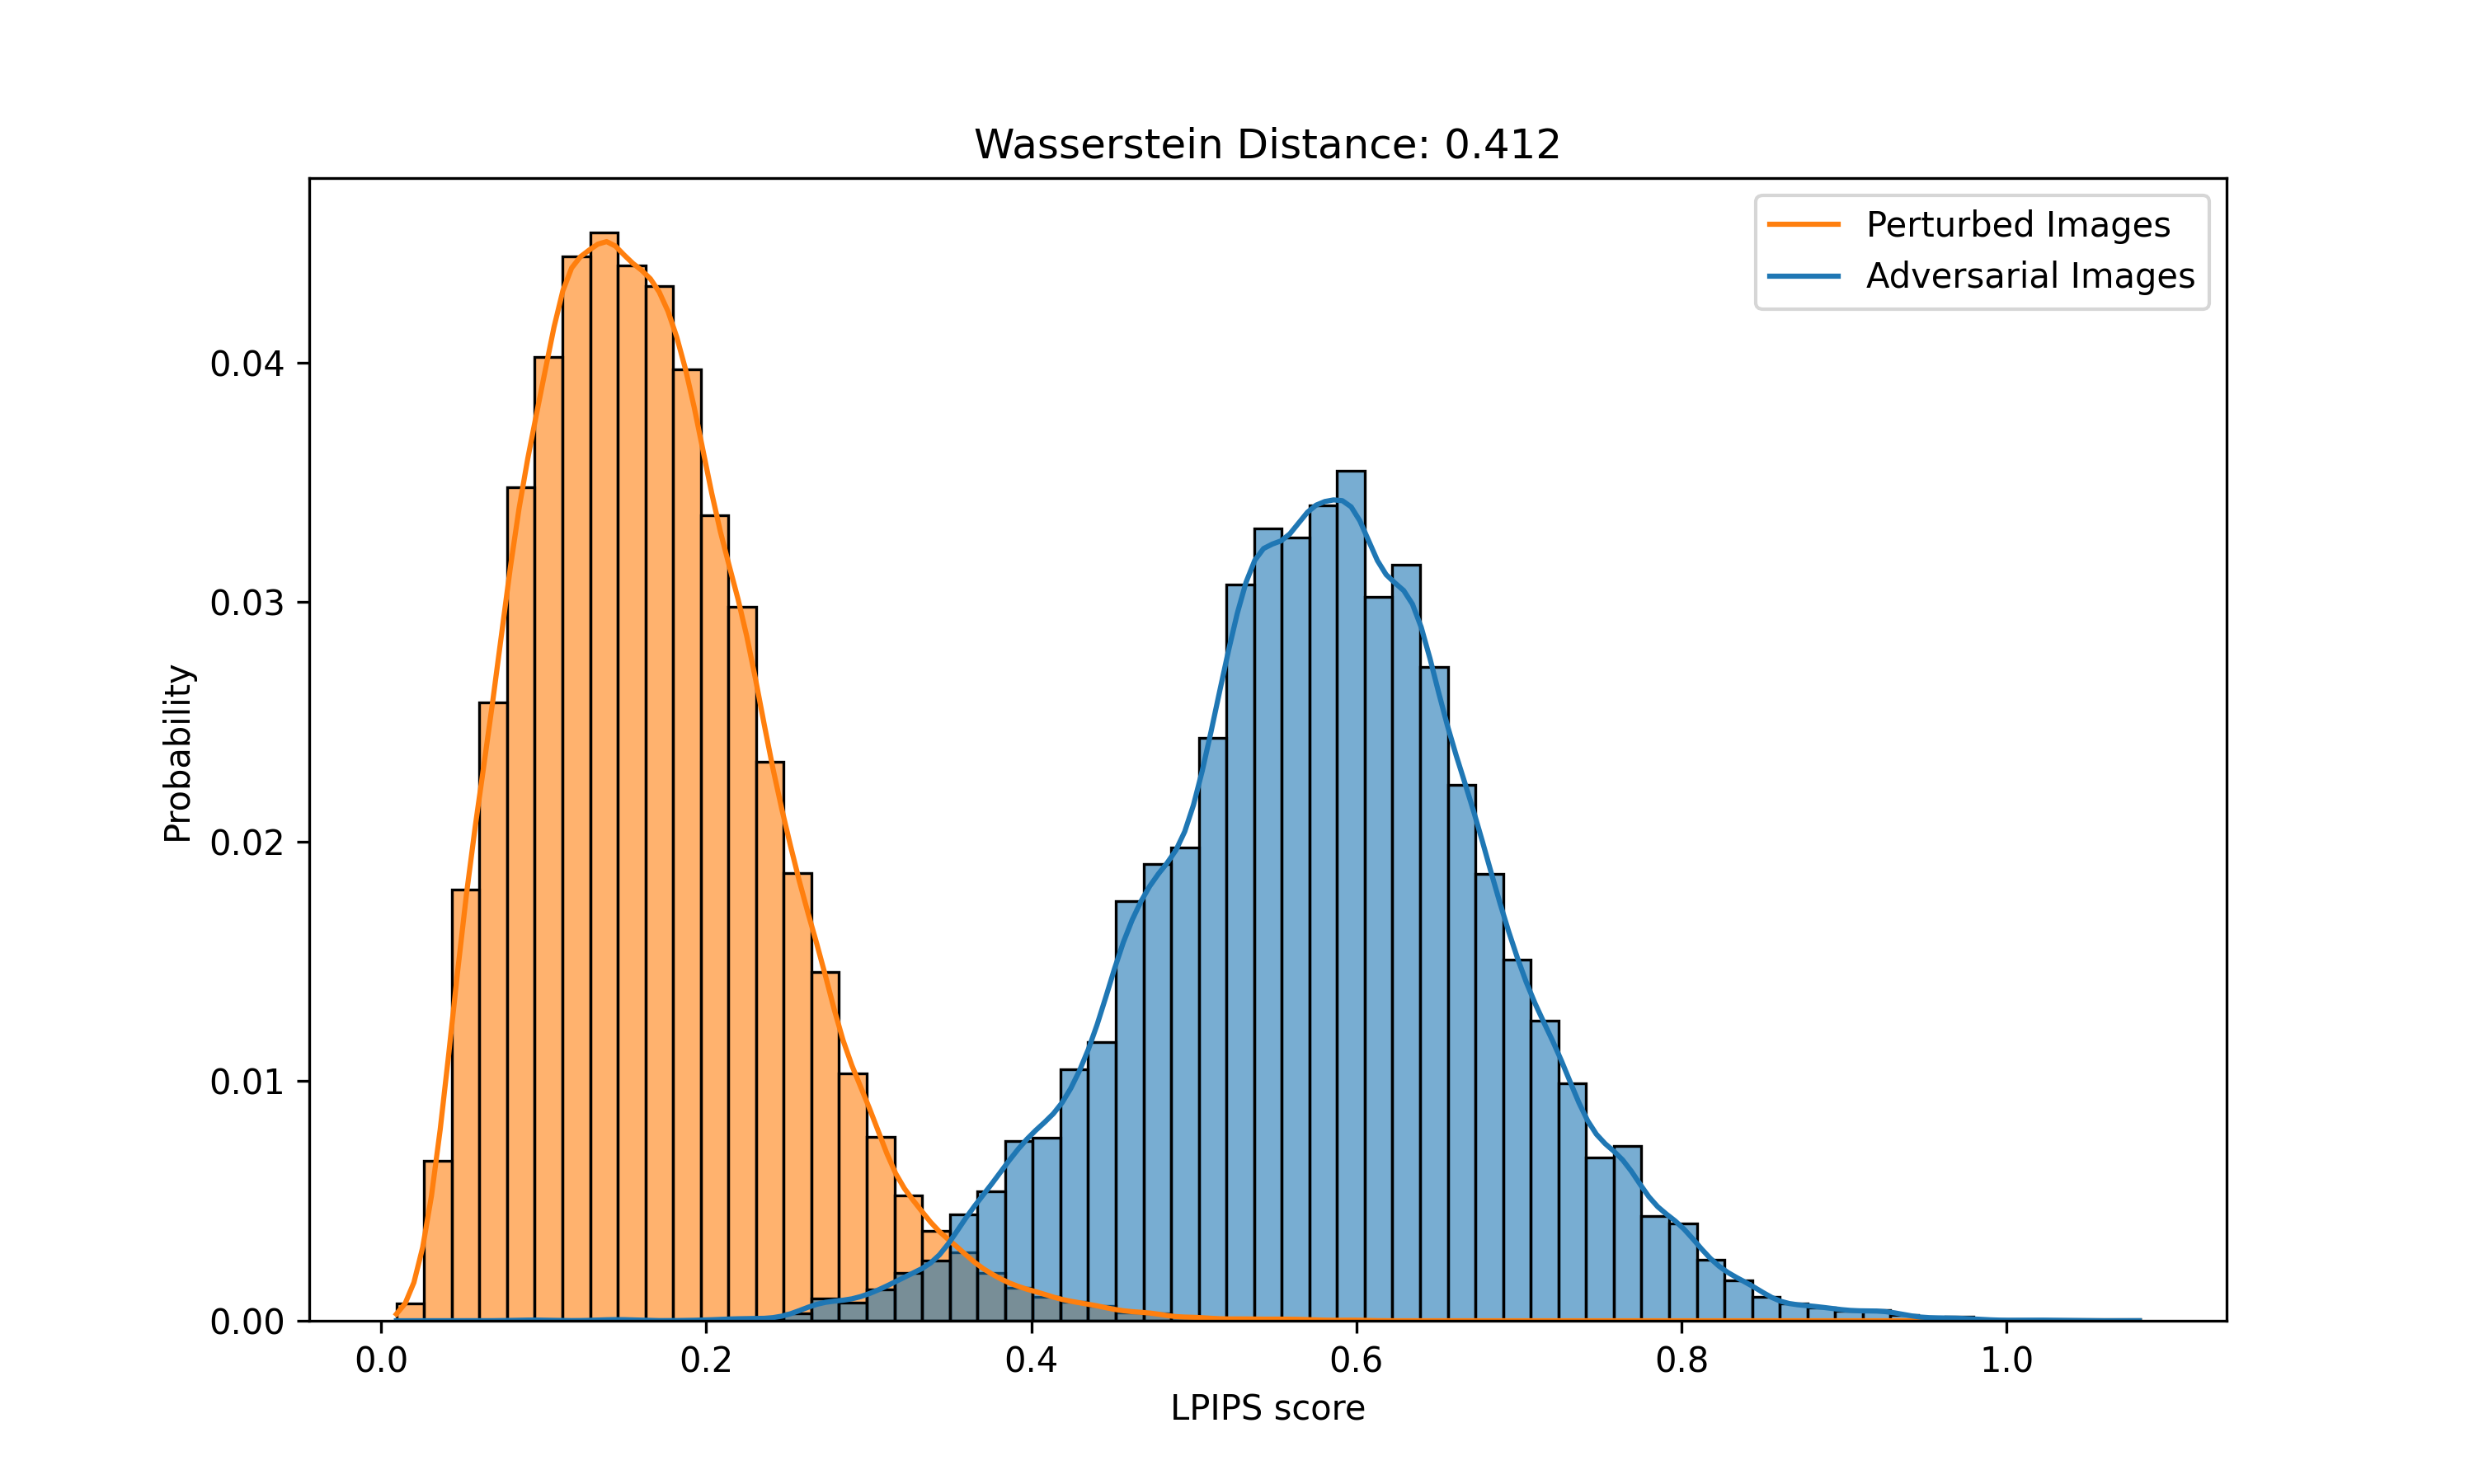 Wasserstein Distance: 0.412
Perturbed Images
Adversarial Images
Probability
0.04
0.03
0.02
0.01
0.00
0.0 0.2 0.4 0.6 0.8 1.0
LPIPS score